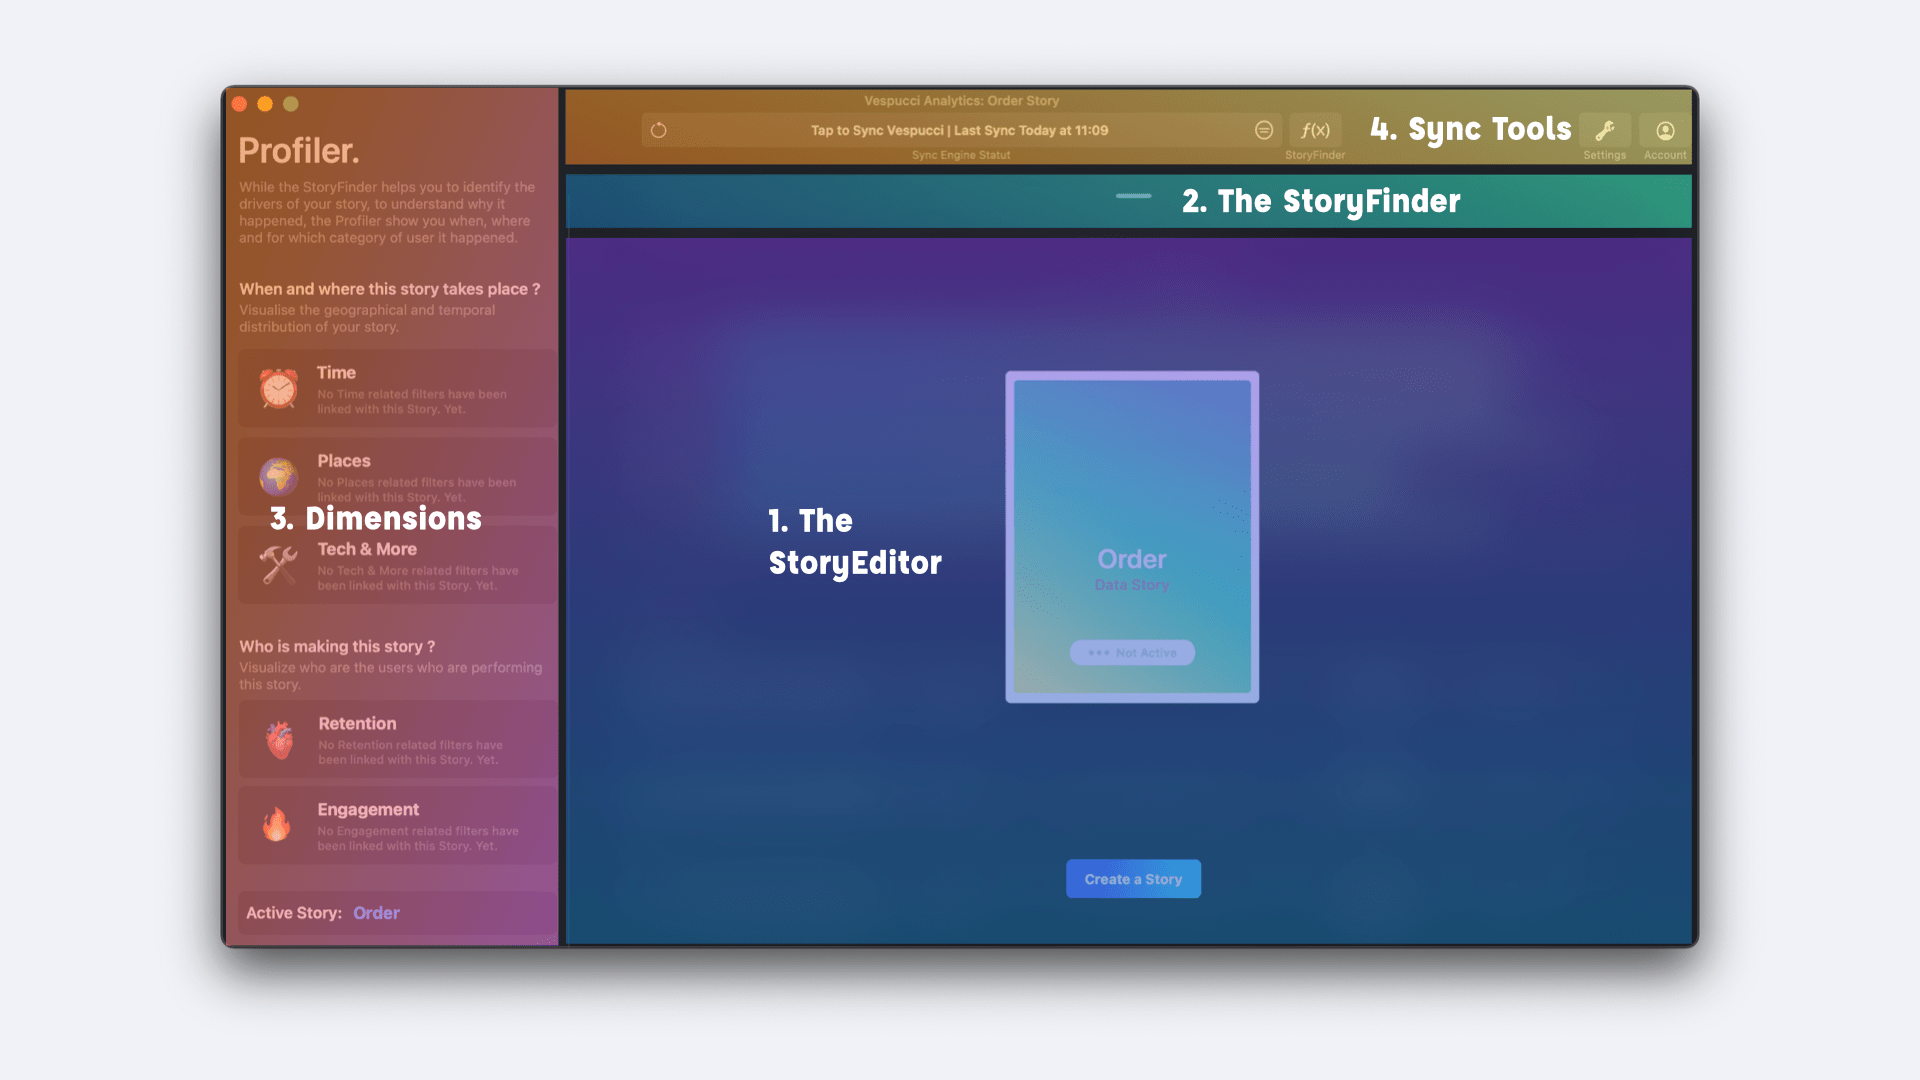 Profiler.
While the StoryFinder helps you to identify the
drivers of your story, to understand why it
happened, the Profiler show you when, where
and for which category of user it happened.
When and where this story takes place ?
Visualise the geographical and temporal
distribution of your story.
Time
No Time related filters have been
linked with this Story. Yet.
Places
No Places related filters have been
linked with this Story. Yet.
3. Dimensions
Tech & More
No Tech & More related filters have
been linked with this Story. Yet.
Who is making this story ?
Visualize who are the users who are performing
this story.
Retention
No Retention related filters have
been linked with this Story. Yet.
Engagement
No Engagement related filters have
been linked with this Story. Yet.
Active Story: Order
Vespucci Analytics: Order Story
Tap to Sync Vespucci | Last Sync Today at 11:09
Sync Engine Statut
f(x)
StoryFinder
4. Sync Tools
Settings
Account
2. The StoryFinder
1. The
StoryEditor
Order
Data Story
••• Not Active
Create a Story